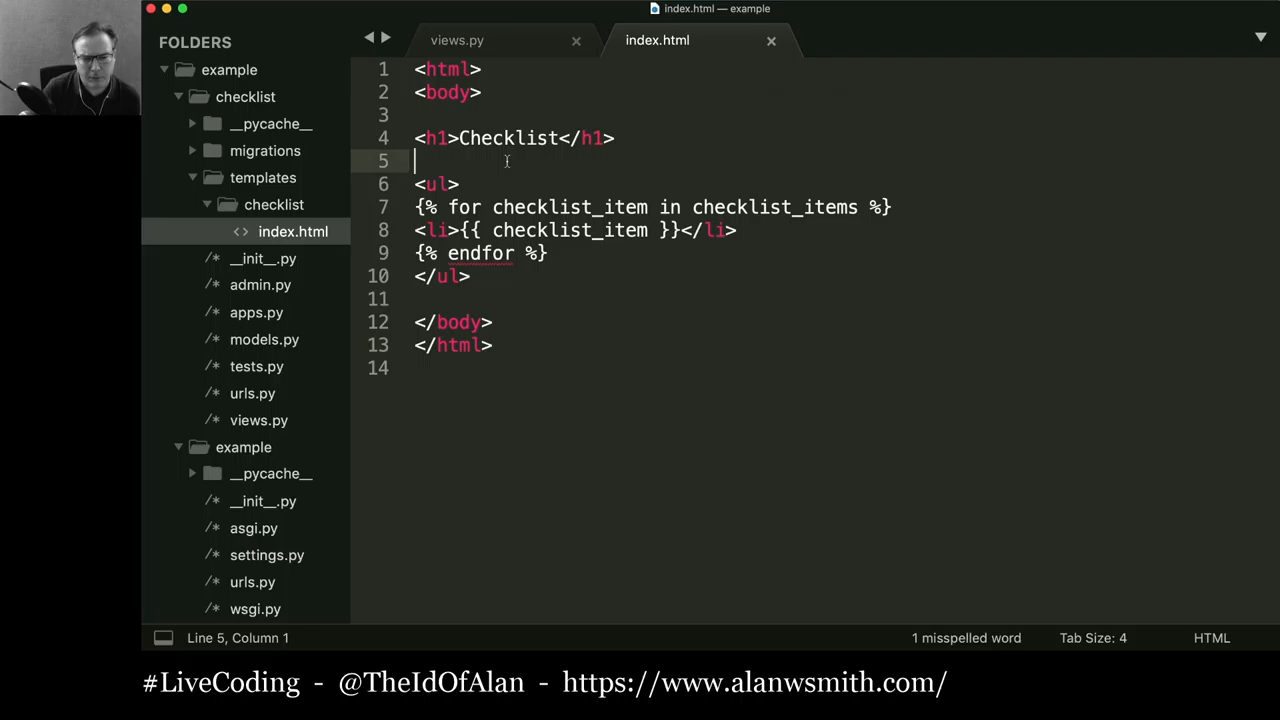 index.html — example
FOLDERS
example
checklist
__pycache__
migrations
templates
checklist
<> index.html
/* __init__.py
/* admin.py
/* apps.py
/* models.py
/* tests.py
/* urls.py
/* views.py
example
__pycache__
/* __init__.py
/* asgi.py
/* settings.py
/* urls.py
/* wsgi.py
views.py
index.html
1 <html>
2 <body>
3
4 <h1>Checklist</h1>
5
6 <ul>
7 {% for checklist_item in checklist_items %}
8 <li>{{ checklist_item }}</li>
9 {% endfor %}
10 </ul>
11
12 </body>
13 </html>
14
Line 5, Column 1
1 misspelled word
Tab Size: 4
HTML
#LiveCoding - @TheIdOfAlan - https://www.alanwsmith.com/